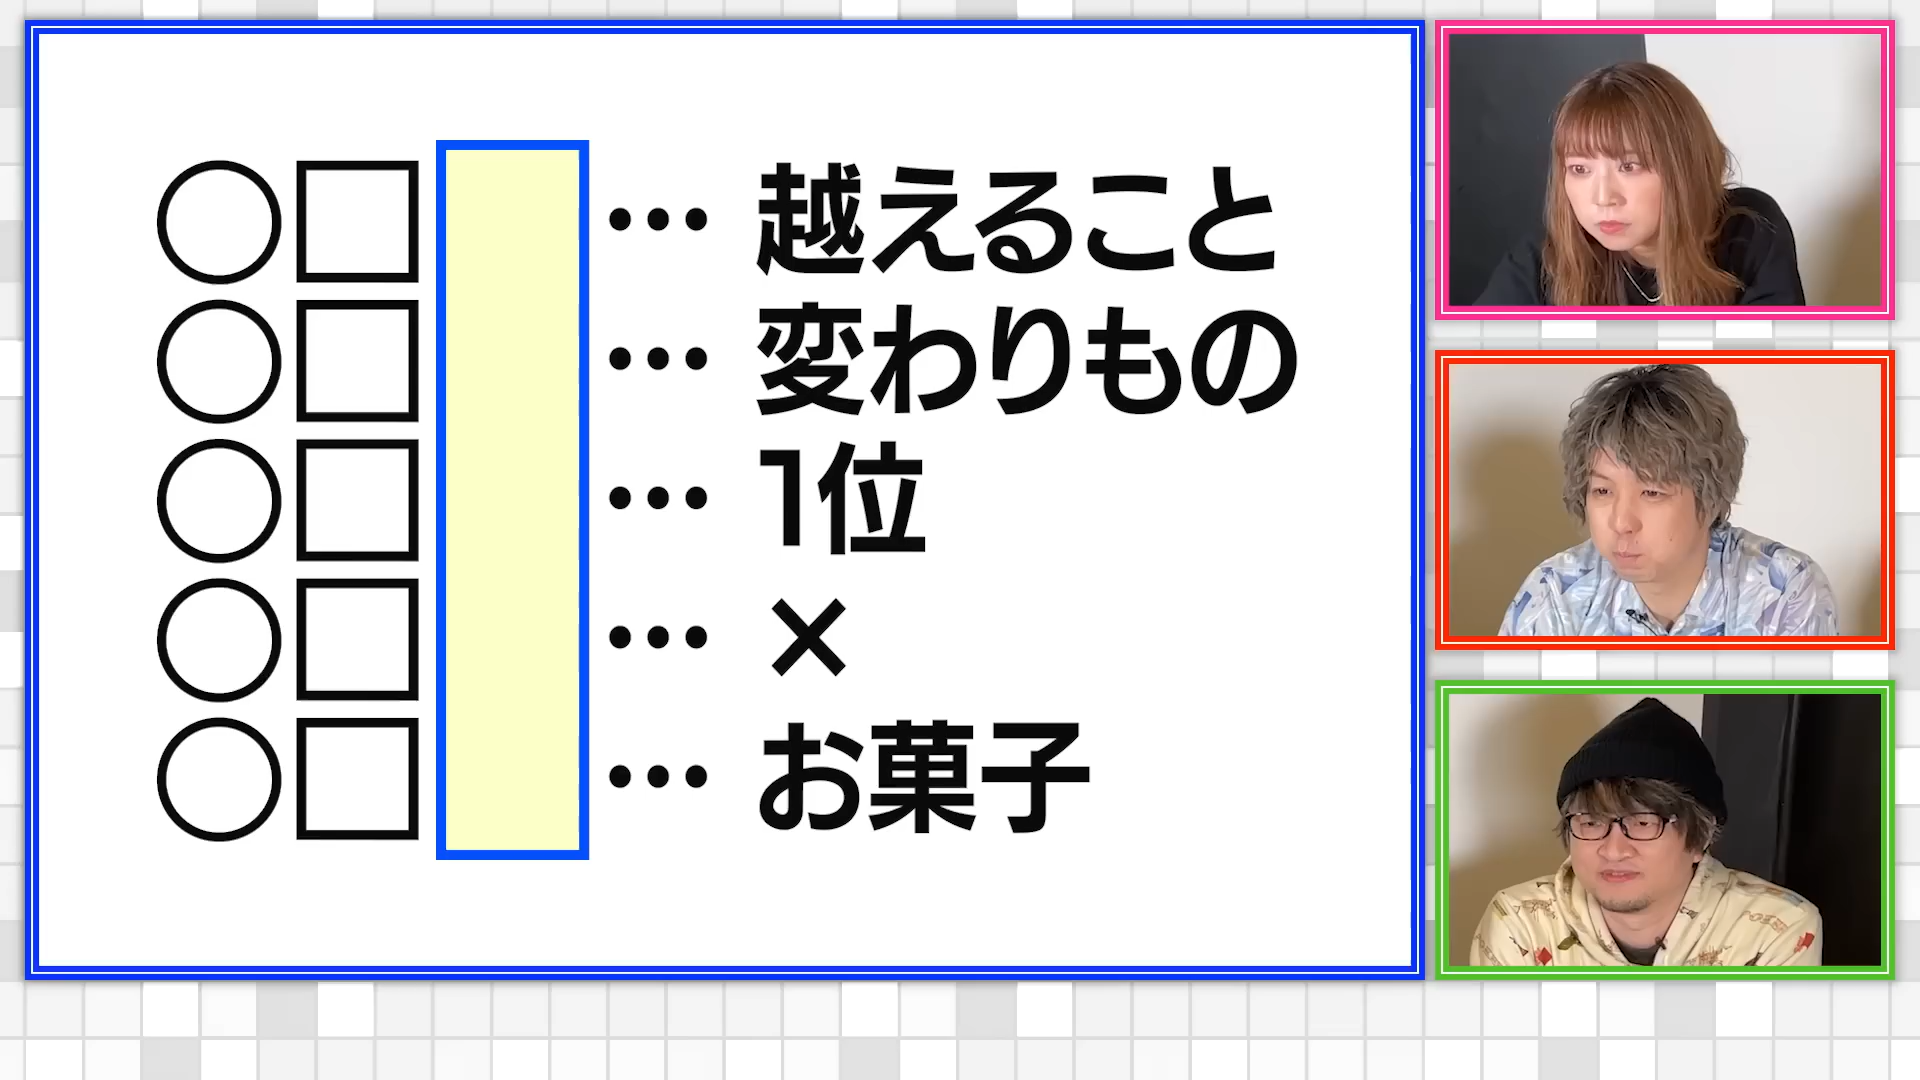 ○□ … 越えること
○□ … 変わりもの
○□ … 1位
○□ … ×
○□ … お菓子